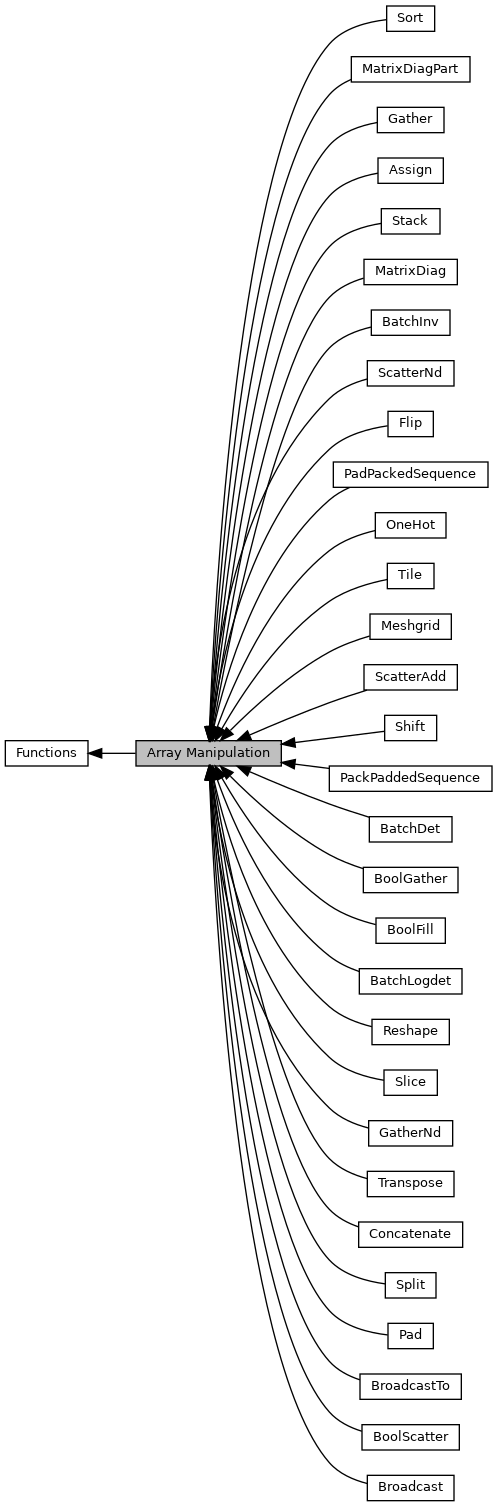 Sort
MatrixDiagPart
Gather
Assign
Stack
MatrixDiag
BatchInv
ScatterNd
Flip
PadPackedSequence
OneHot
Tile
Meshgrid
ScatterAdd
Shift
Functions
Array Manipulation
PackPaddedSequence
BatchDet
BoolGather
BoolFill
BatchLogdet
Reshape
Slice
GatherNd
Transpose
Concatenate
Split
Pad
BroadcastTo
BoolScatter
Broadcast